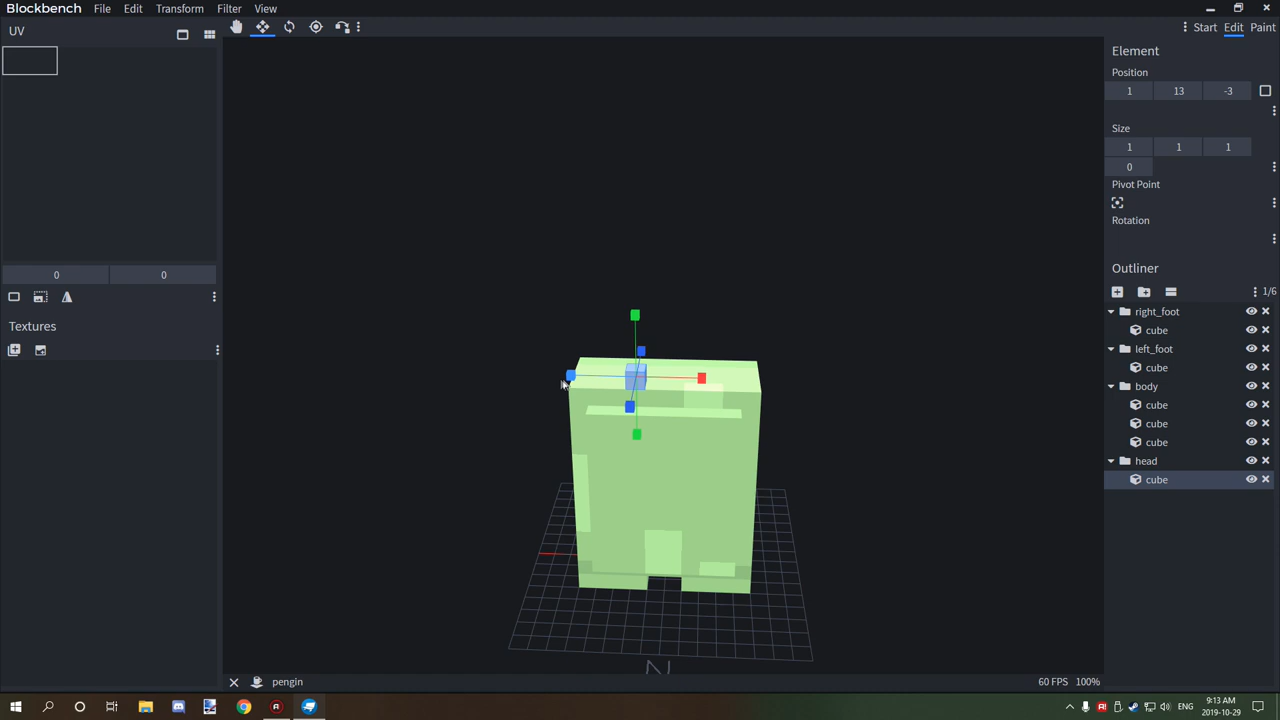 Blockbench File Edit Transform Filter View
UV
Start Edit Paint
Element
Position
1 13 -3
Size
1 1 1
0
Pivot Point
Rotation
0 0
Textures
Outliner
1/6
right_foot
cube
left_foot
cube
body
cube
cube
cube
head
cube
N
pengin
60 FPS 100%
ENG
9:13 AM
2019-10-29